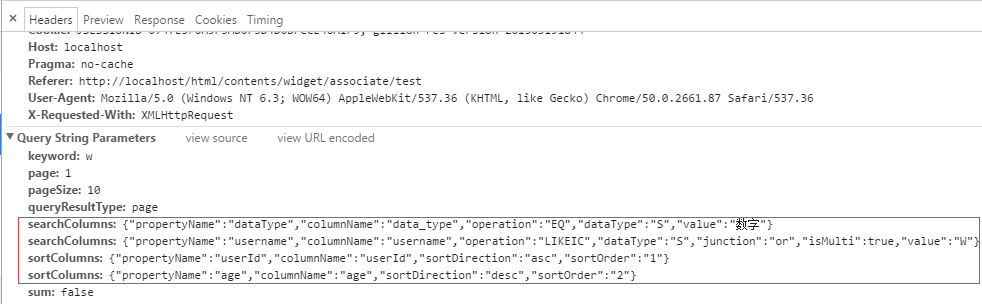 × Headers Preview Response Cookies Timing
Host: localhost
Pragma: no-cache
Referer: http://localhost/html/contents/widget/associate/test
User-Agent: Mozilla/5.0 (Windows NT 6.3; WOW64) AppleWebKit/537.36 (KHTML, like Gecko) Chrome/50.0.2661.87 Safari/537.36
X-Requested-With: XMLHttpRequest
▼Query String Parameters view source view URL encoded
keyword: w
page: 1
pageSize: 10
queryResultType: page
searchColumns: {"propertyName":"dataType","columnName":"data_type","operation":"EQ","dataType":"S","value":"数字"}
searchColumns: {"propertyName":"username","columnName":"username","operation":"LIKEIC","dataType":"S","junction":"or","isMulti":true,"value":"W"}
sortColumns: {"propertyName":"userId","columnName":"userId","sortDirection":"asc","sortOrder":"1"}
sortColumns: {"propertyName":"age","columnName":"age","sortDirection":"desc","sortOrder":"2"}
sum: false